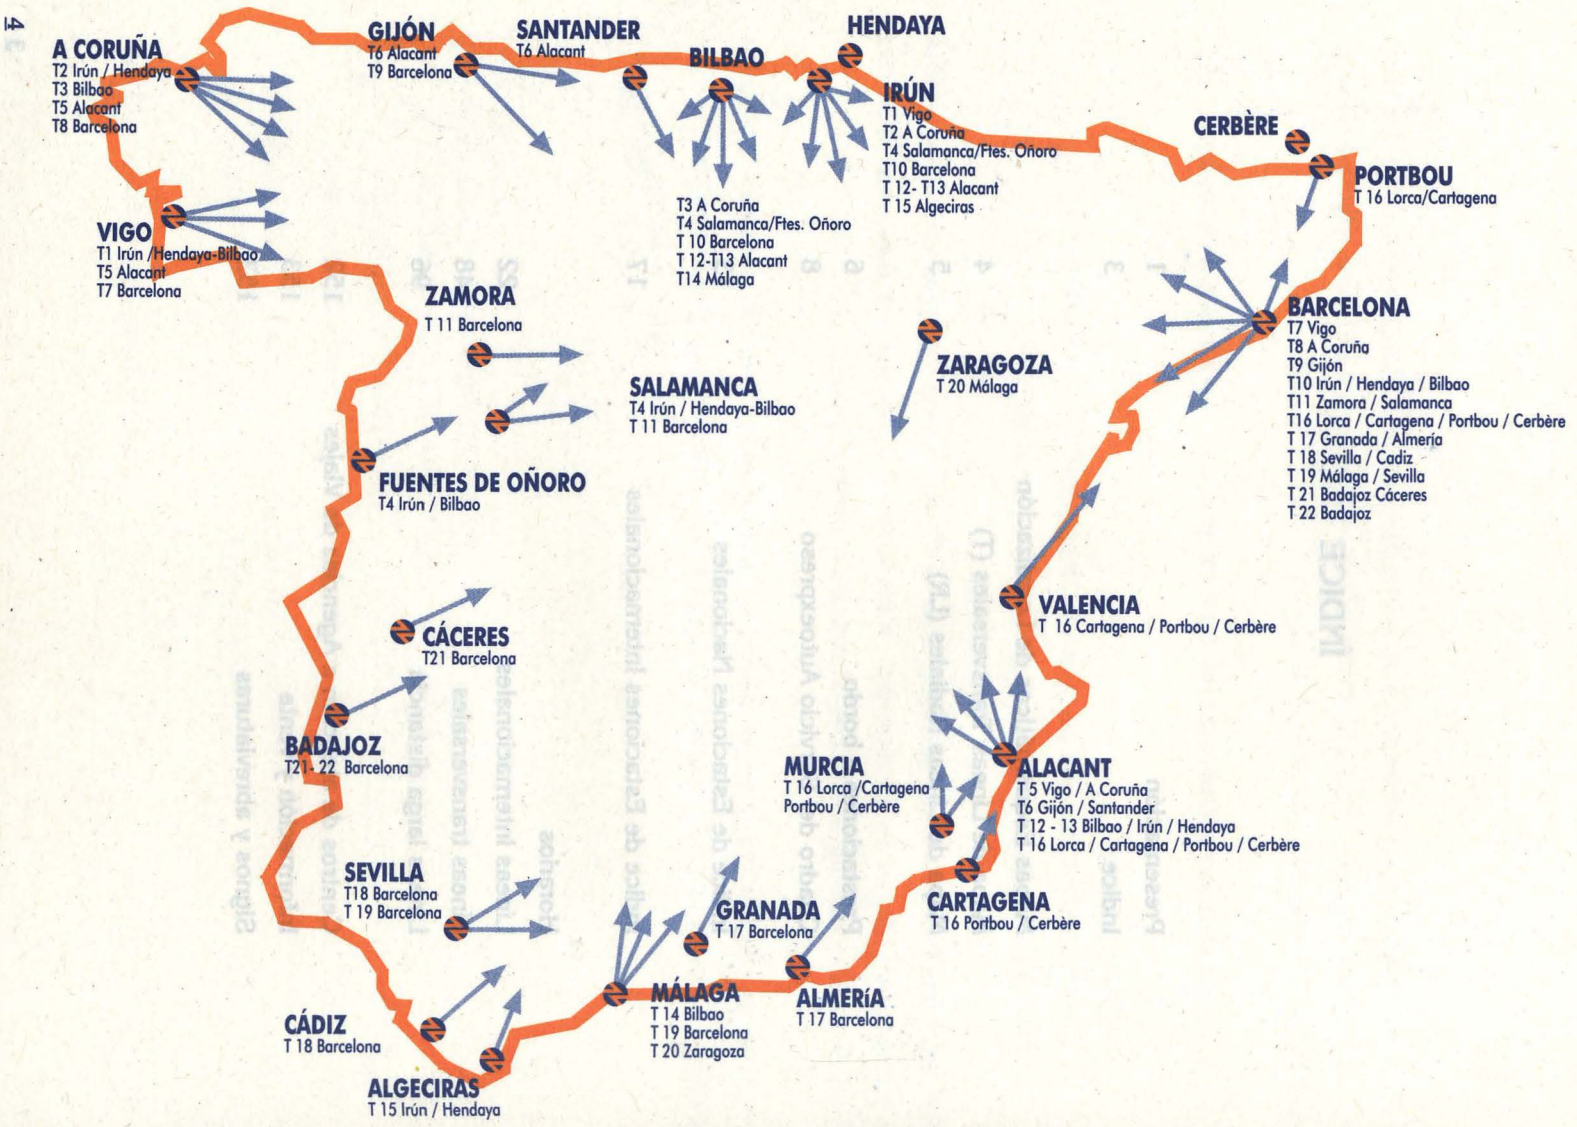 4
A CORUÑA
T2 Irún / Hendaya
T3 Bilbao
T5 Alacant
T8 Barcelona
GIJÓN
T6 Alacant
T9 Barcelona
SANTANDER
T6 Alacant
BILBAO
T3 A Coruña
T4 Salamanca/Ftes. Oñoro
T 10 Barcelona
T 12-T13 Alacant
T14 Málaga
HENDAYA
IRÚN
T1 Vigo
T2 A Coruña
T4 Salamanca/Ftes. Oñoro
T10 Barcelona
T 12- T13 Alacant
T 15 Algeciras
CERBÈRE
PORTBOU
T 16 Lorca/Cartagena
VIGO
T1 Irún /Hendaya-Bilbao
T5 Alacant
T7 Barcelona
ZAMORA
T 11 Barcelona
SALAMANCA
T4 Irún / Hendaya-Bilbao
T 11 Barcelona
ZARAGOZA
T 20 Málaga
BARCELONA
T7 Vigo
T8 A Coruña
T9 Gijón
T10 Irún / Hendaya / Bilbao
T11 Zamora / Salamanca
T16 Lorca / Cartagena / Portbou / Cerbère
T 17 Granada / Almería
T 18 Sevilla / Cadiz
T 19 Málaga / Sevilla
T 21 Badajoz Cáceres
T 22 Badajoz
FUENTES DE OÑORO
T4 Irún / Bilbao
CÁCERES
T21 Barcelona
VALENCIA
T 16 Cartagena / Portbou / Cerbère
BADAJOZ
T21- 22 Barcelona
MURCIA
T 16 Lorca /Cartagena
Portbou / Cerbère
ALACANT
T 5 Vigo / A Coruña
T6 Gijón / Santander
T 12 - 13 Bilbao / Irún / Hendaya
T 16 Lorca / Cartagena / Portbou / Cerbère
SEVILLA
T18 Barcelona
T 19 Barcelona
GRANADA
T 17 Barcelona
CARTAGENA
T 16 Portbou / Cerbère
CÁDIZ
T 18 Barcelona
MÁLAGA
T 14 Bilbao
T 19 Barcelona
T 20 Zaragoza
ALMERíA
T 17 Barcelona
ALGECIRAS
T 15 Irún / Hendaya